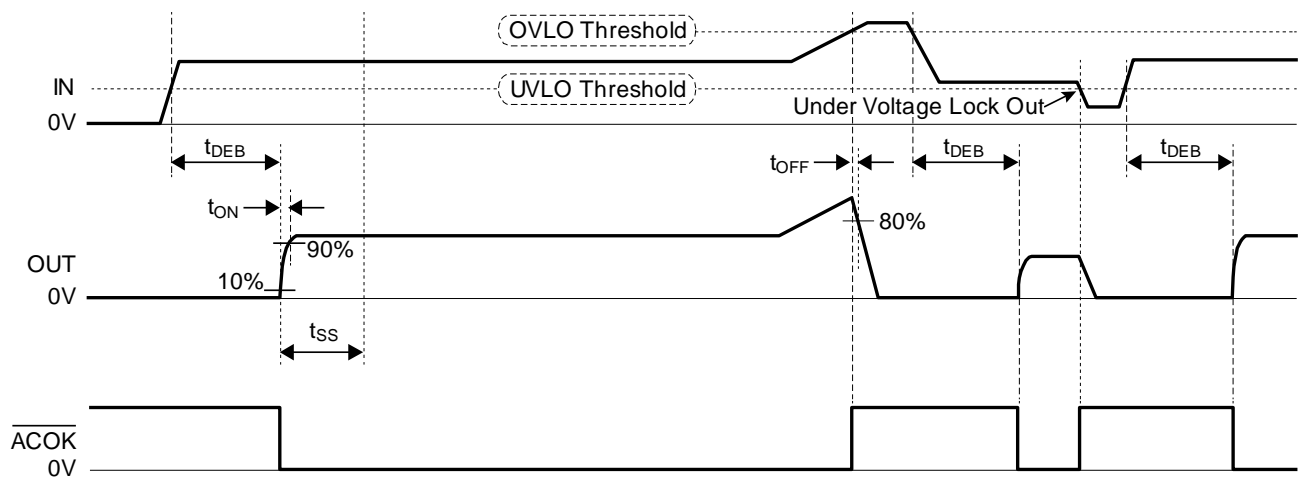 OVLO Threshold
IN
UVLO Threshold
Under Voltage Lock Out
0V
tDEB
tOFF
tDEB
tDEB
tON
90%
80%
OUT
10%
0V
tSS
ACOK
0V